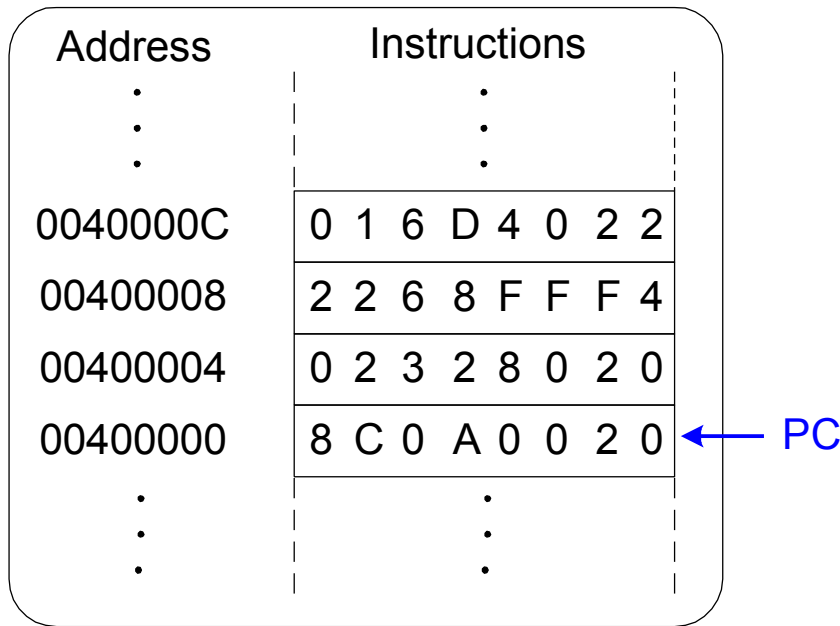 Address Instructions
0040000C 0 1 6 D 4 0 2 2
00400008 2 2 6 8 F F F 4
00400004 0 2 3 2 8 0 2 0
00400000 8 C 0 A 0 0 2 0 PC